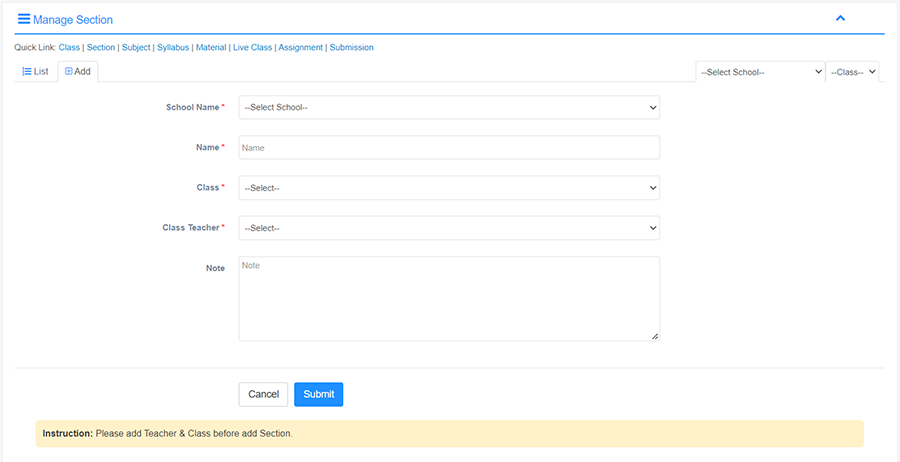 Manage Section
Quick Link: Class | Section | Subject | Syllabus | Material | Live Class | Assignment | Submission
List Add --Select School-- --Class--
School Name * --Select School--
Name * Name
Class * --Select--
Class Teacher * --Select--
Note Note
Cancel Submit
Instruction: Please add Teacher & Class before add Section.